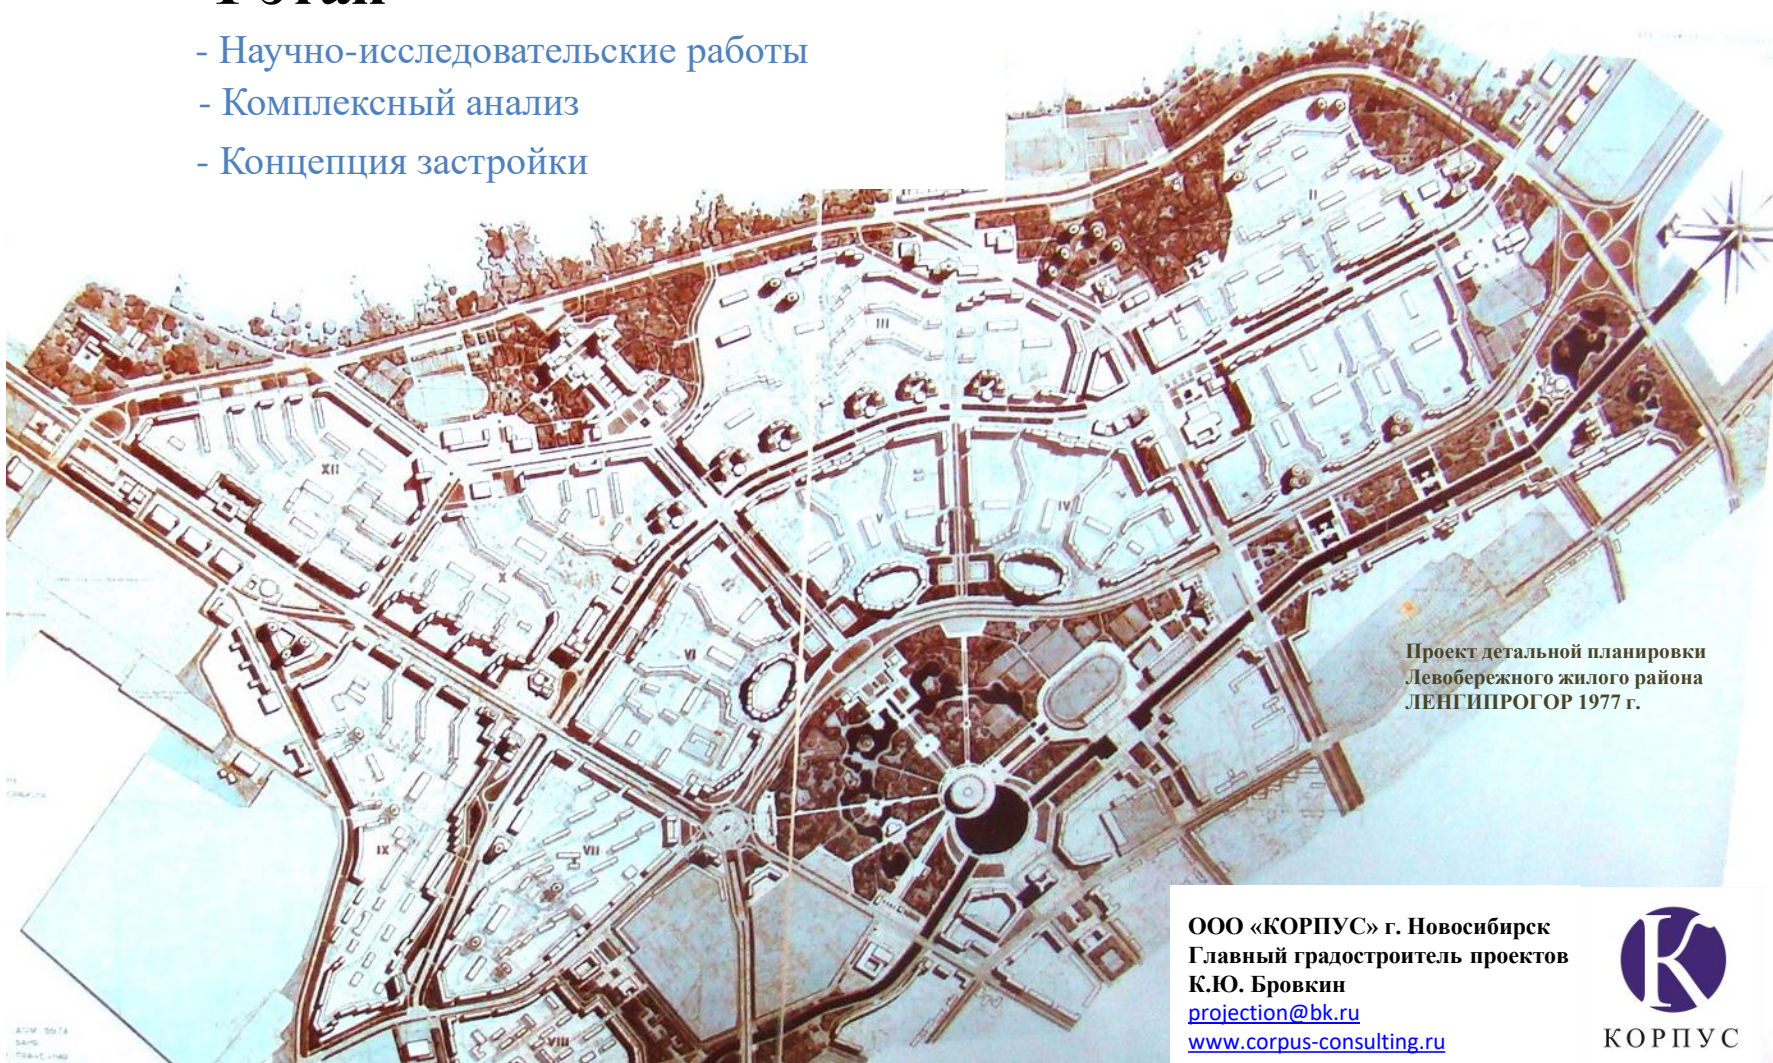 - Научно-исследовательские работы
- Комплексный анализ
- Концепция застройки
II
III
I
XII
IV
V
X
VI
Проект детальной планировки
Левобережного жилого района
ЛЕНГИПРОГОР 1977 г.
IX
VII
VIII
ООО «КОРПУС» г. Новосибирск
Главный градостроитель проектов
К.Ю. Бровкин
projection@bk.ru
www.corpus-consulting.ru
К
КОРПУС